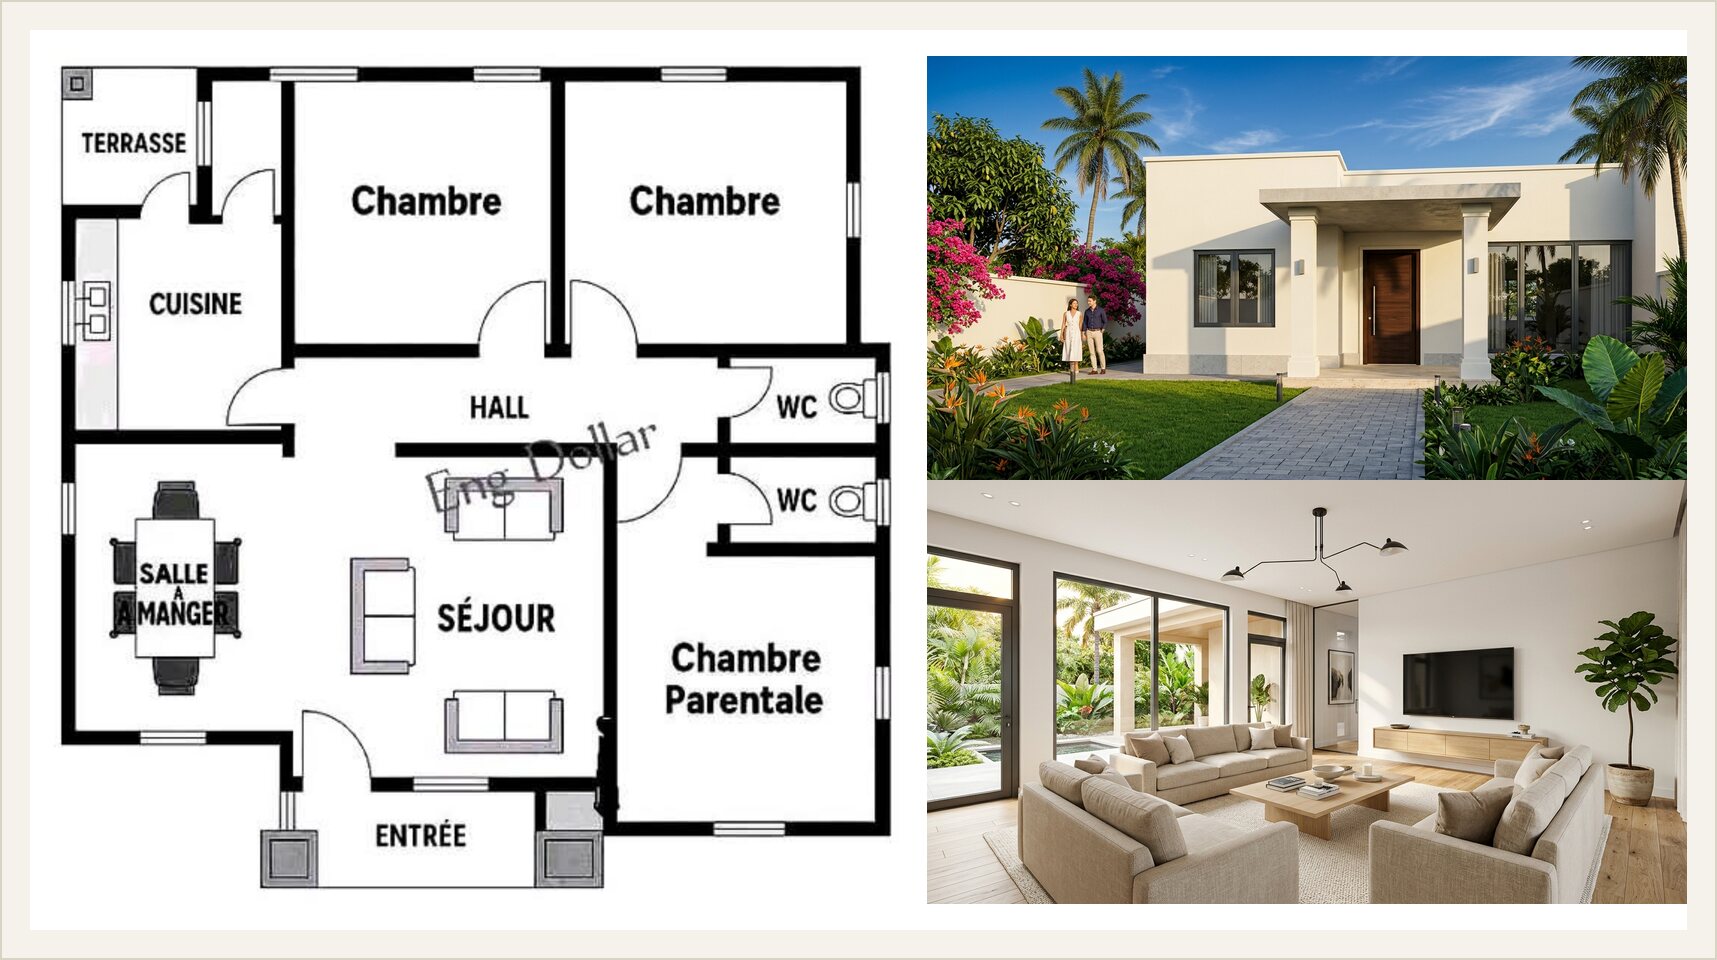 TERRASSE
Chambre
Chambre
CUISINE
HALL
WC
Eng Dollar
WC
SALLE
A
A MANGER
SÉJOUR
Chambre
Parentale
ENTRÉE